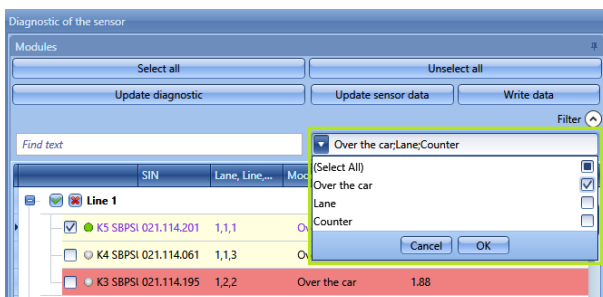 Diagnostic of the sensor
Modules
Select all
Unselect all
Update diagnostic
Update sensor data
Write data
Filter
Find text
Over the car;Lane;Counter
(Select All)
Over the car
Lane
Counter
Cancel
OK
SIN
Lane, Line,...
Mod
Line 1
K5 SBPSI 021.114.201 1,1,1 Ov
K4 SBPSI 021.114.061 1,1,3 Ov
K3 SBPSI 021.114.195 1,2,2 Over the car 1.88